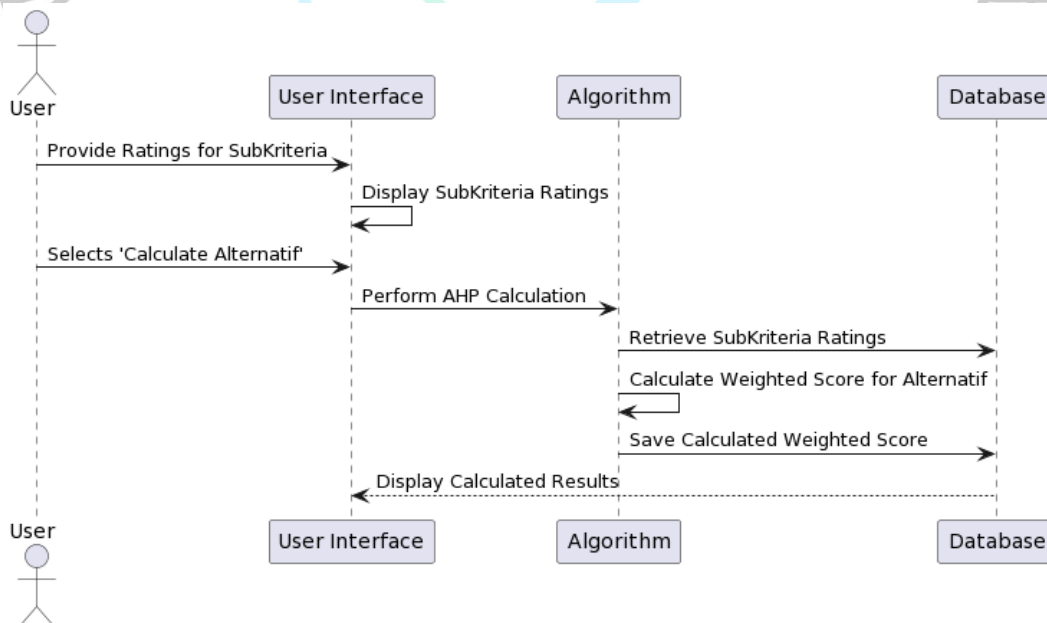 User
User Interface
Algorithm
Database
Provide Ratings for SubKriteria
Display SubKriteria Ratings
Selects 'Calculate Alternatif'
Perform AHP Calculation
Retrieve SubKriteria Ratings
Calculate Weighted Score for Alternatif
Save Calculated Weighted Score
Display Calculated Results
User
User Interface
Algorithm
Database